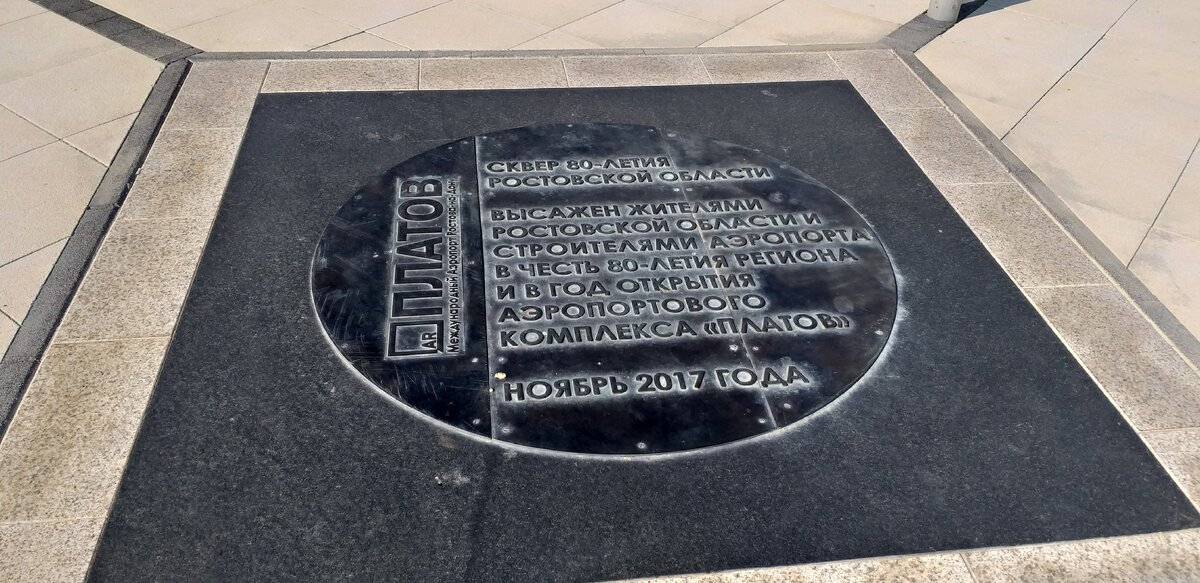 СКВЕР 80-ЛЕТИЯ
РОСТОВСКОЙ ОБЛАСТИ
ВЫСАЖЕН ЖИТЕЛЯМИ
РОСТОВСКОЙ ОБЛАСТИ И
СТРОИТЕЛЯМИ АЭРОПОРТА
В ЧЕСТЬ 80-ЛЕТИЯ РЕГИОНА
И В ГОД ОТКРЫТИЯ
АЭРОПОРТОВОГО
КОМПЛЕКСА «ПЛАТОВ»
НОЯБРЬ 2017 ГОДА
ПЛАТОВ
Международный Аэропорт Ростов-на-Дону
AR